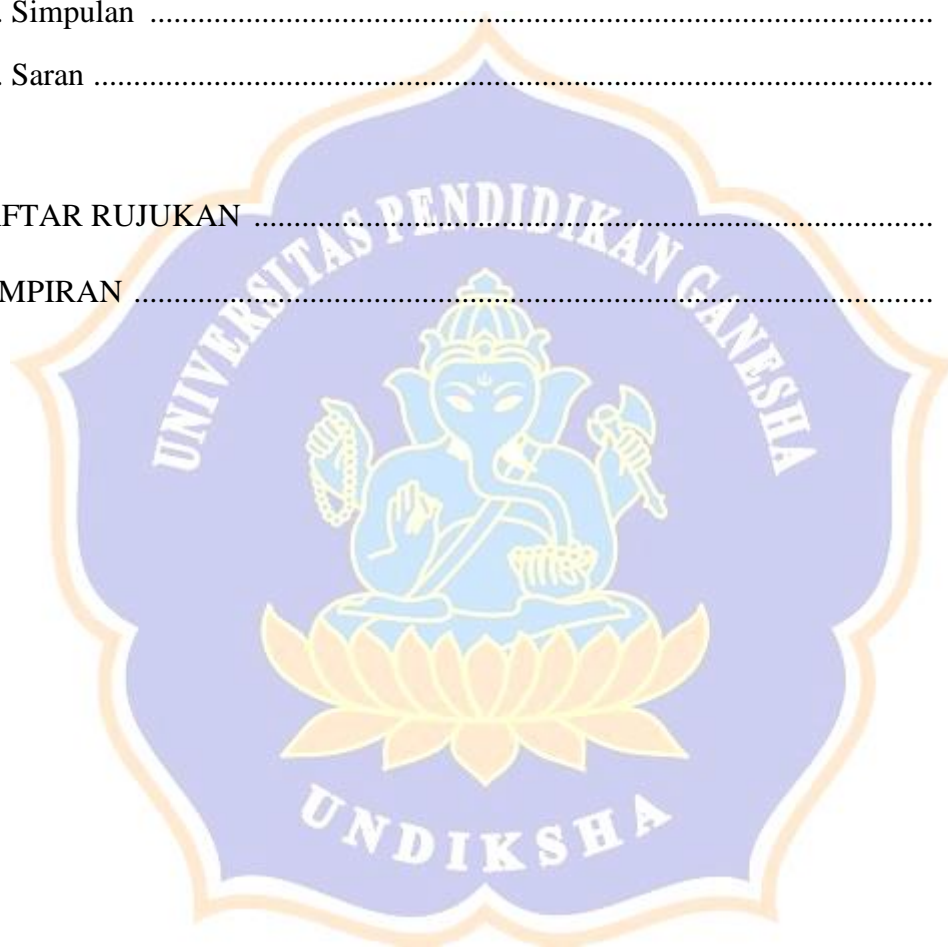 . Simpulan ................................................................................................
. Saran .......................................................................................................
FTAR RUJUKAN ...................................................................................
MPIRAN ..................................................................................................
UNIVERSITAS PENDIDIKAN GANESHA
UNDIKSHA